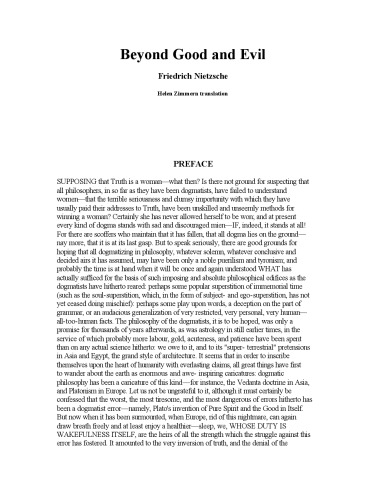 Beyond Good and Evil
Friedrich Nietzsche
Helen Zimmern translation
PREFACE
SUPPOSING that Truth is a woman—what then? Is there not ground for suspecting that
all philosophers, in so far as they have been dogmatists, have failed to understand
women—that the terrible seriousness and clumsy importunity with which they have
usually paid their addresses to Truth, have been unskilled and unseemly methods for
winning a woman? Certainly she has never allowed herself to be won; and at present
every kind of dogma stands with sad and discouraged mien—IF, indeed, it stands at all!
For there are scoffers who maintain that it has fallen, that all dogma lies on the ground—
nay more, that it is at its last gasp. But to speak seriously, there are good grounds for
hoping that all dogmatizing in philosophy, whatever solemn, whatever conclusive and
decided airs it has assumed, may have been only a noble puerilism and tyronism; and
probably the time is at hand when it will be once and again understood WHAT has
actually sufficed for the basis of such imposing and absolute philosophical edifices as the
dogmatists have hitherto reared: perhaps some popular superstition of immemorial time
(such as the soul-superstition, which, in the form of subject- and ego-superstition, has not
yet ceased doing mischief): perhaps some play upon words, a deception on the part of
grammar, or an audacious generalization of very restricted, very personal, very human—
all-too-human facts. The philosophy of the dogmatists, it is to be hoped, was only a
promise for thousands of years afterwards, as was astrology in still earlier times, in the
service of which probably more labour, gold, acuteness, and patience have been spent
than on any actual science hitherto: we owe to it, and to its "super- terrestrial" pretensions
in Asia and Egypt, the grand style of architecture. It seems that in order to inscribe
themselves upon the heart of humanity with everlasting claims, all great things have first
to wander about the earth as enormous and awe- inspiring caricatures: dogmatic
philosophy has been a caricature of this kind—for instance, the Vedanta doctrine in Asia,
and Platonism in Europe. Let us not be ungrateful to it, although it must certainly be
confessed that the worst, the most tiresome, and the most dangerous of errors hitherto has
been a dogmatist error—namely, Plato's invention of Pure Spirit and the Good in Itself.
But now when it has been surmounted, when Europe, rid of this nightmare, can again
draw breath freely and at least enjoy a healthier—sleep, we, WHOSE DUTY IS
WAKEFULNESS ITSELF, are the heirs of all the strength which the struggle against this
error has fostered. It amounted to the very inversion of truth, and the denial of the